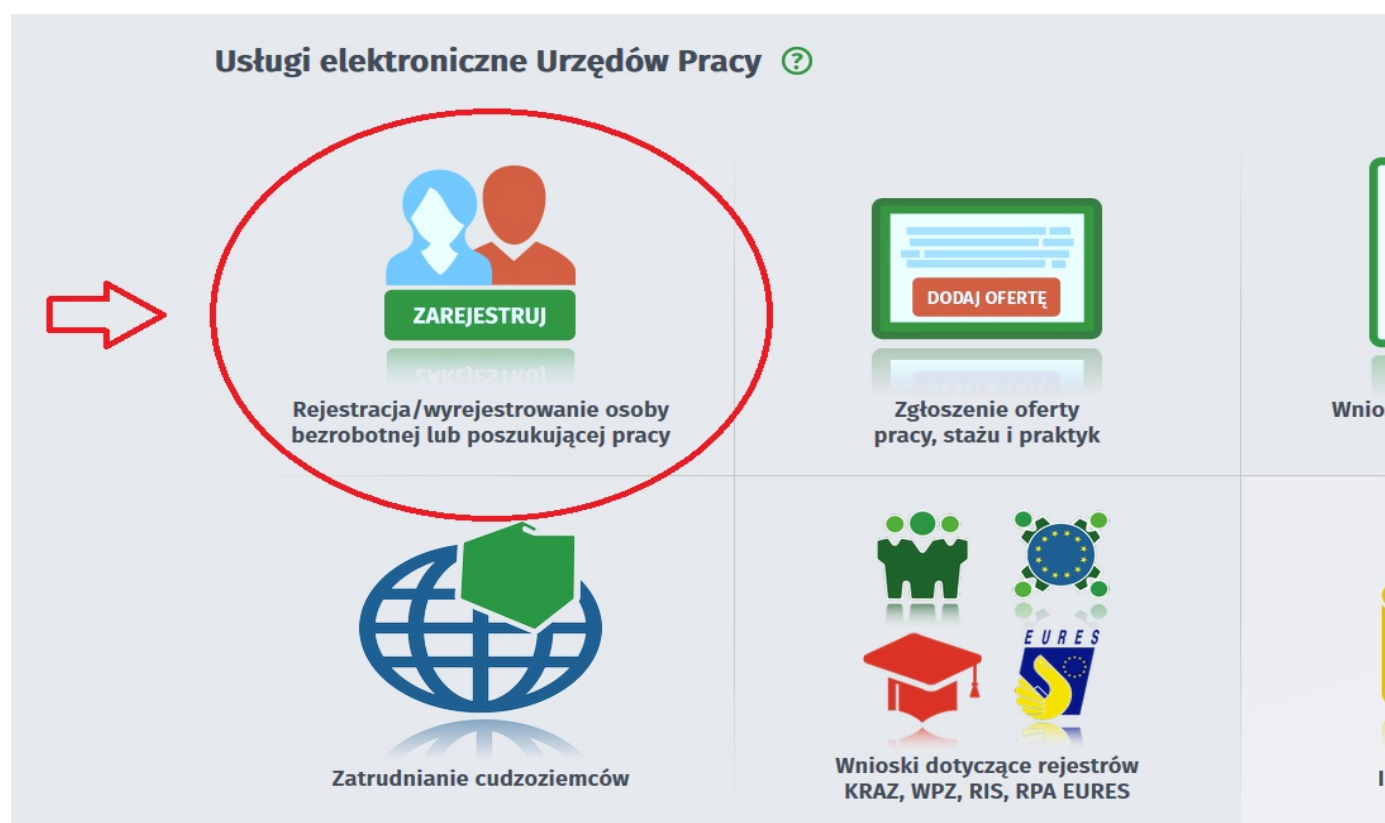 Usługi elektroniczne Urzędów Pracy ?
ZAREJESTRUJ
Rejestracja/wyrejestrowanie osoby
bezrobotnej lub poszukującej pracy
DODAJ OFERTĘ
Zgłoszenie oferty
pracy, stażu i praktyk
Wnio
Zatrudnianie cudzoziemców
EURES
Wnioski dotyczące rejestrów
KRAZ, WPZ, RIS, RPA EURES